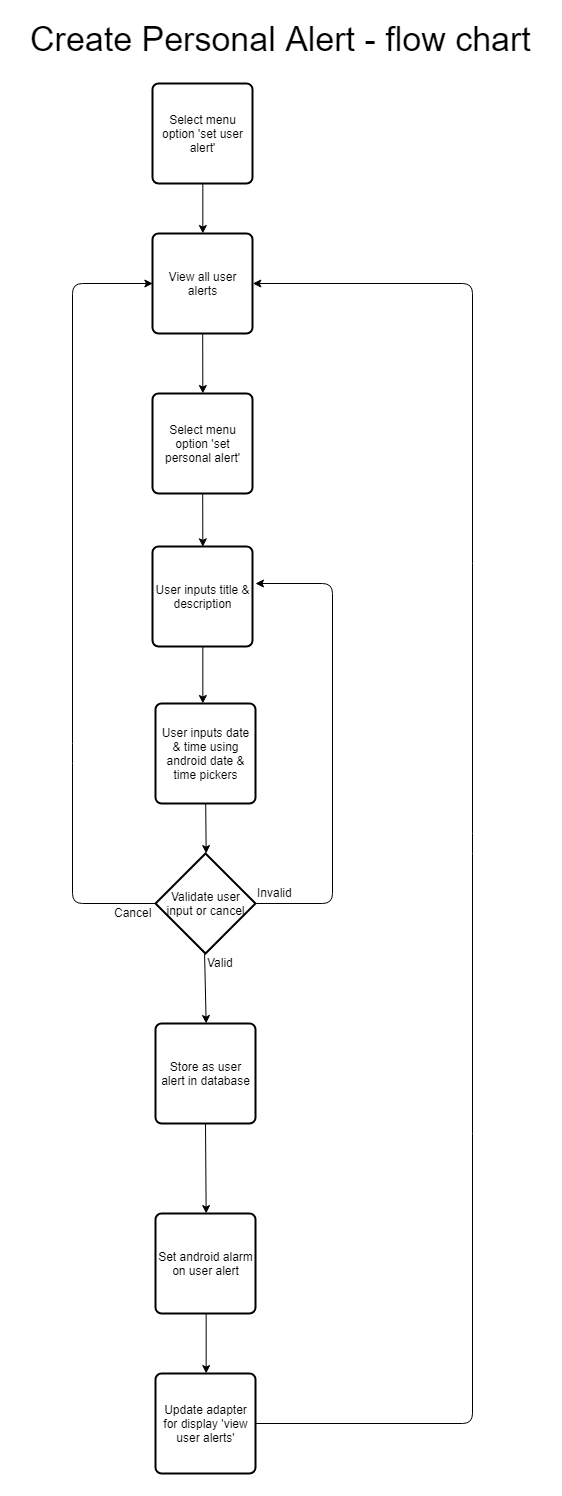 Create Personal Alert - flow chart
Select menu
option 'set user
alert'
View all user
alerts
Select menu
option 'set
personal alert'
User inputs title &
description
User inputs date
& time using
android date &
time pickers
Validate user
input or cancel
Invalid
Cancel
Valid
Store as user
alert in database
Set android alarm
on user alert
Update adapter
for display 'view
user alerts'